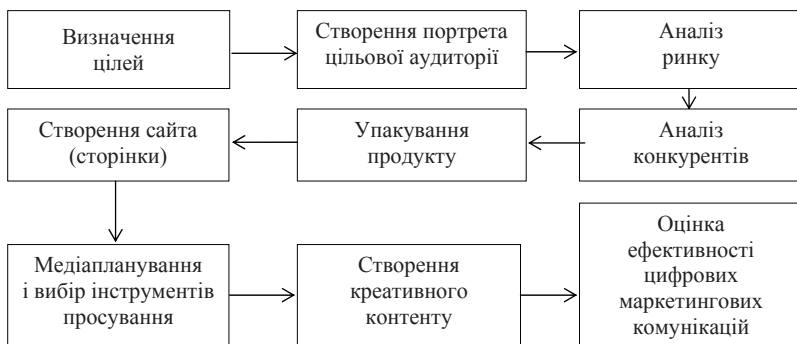 Визначення
цілей
Створення портрета
цільової аудиторії
Аналіз
ринку
Аналіз
конкурентів
Упакування
продукту
Створення сайта
(сторінки)
Медіапланування
і вибір інструментів
просування
Створення
креативного
контенту
Оцінка
ефективності
цифрових
маркетингових
комунікацій